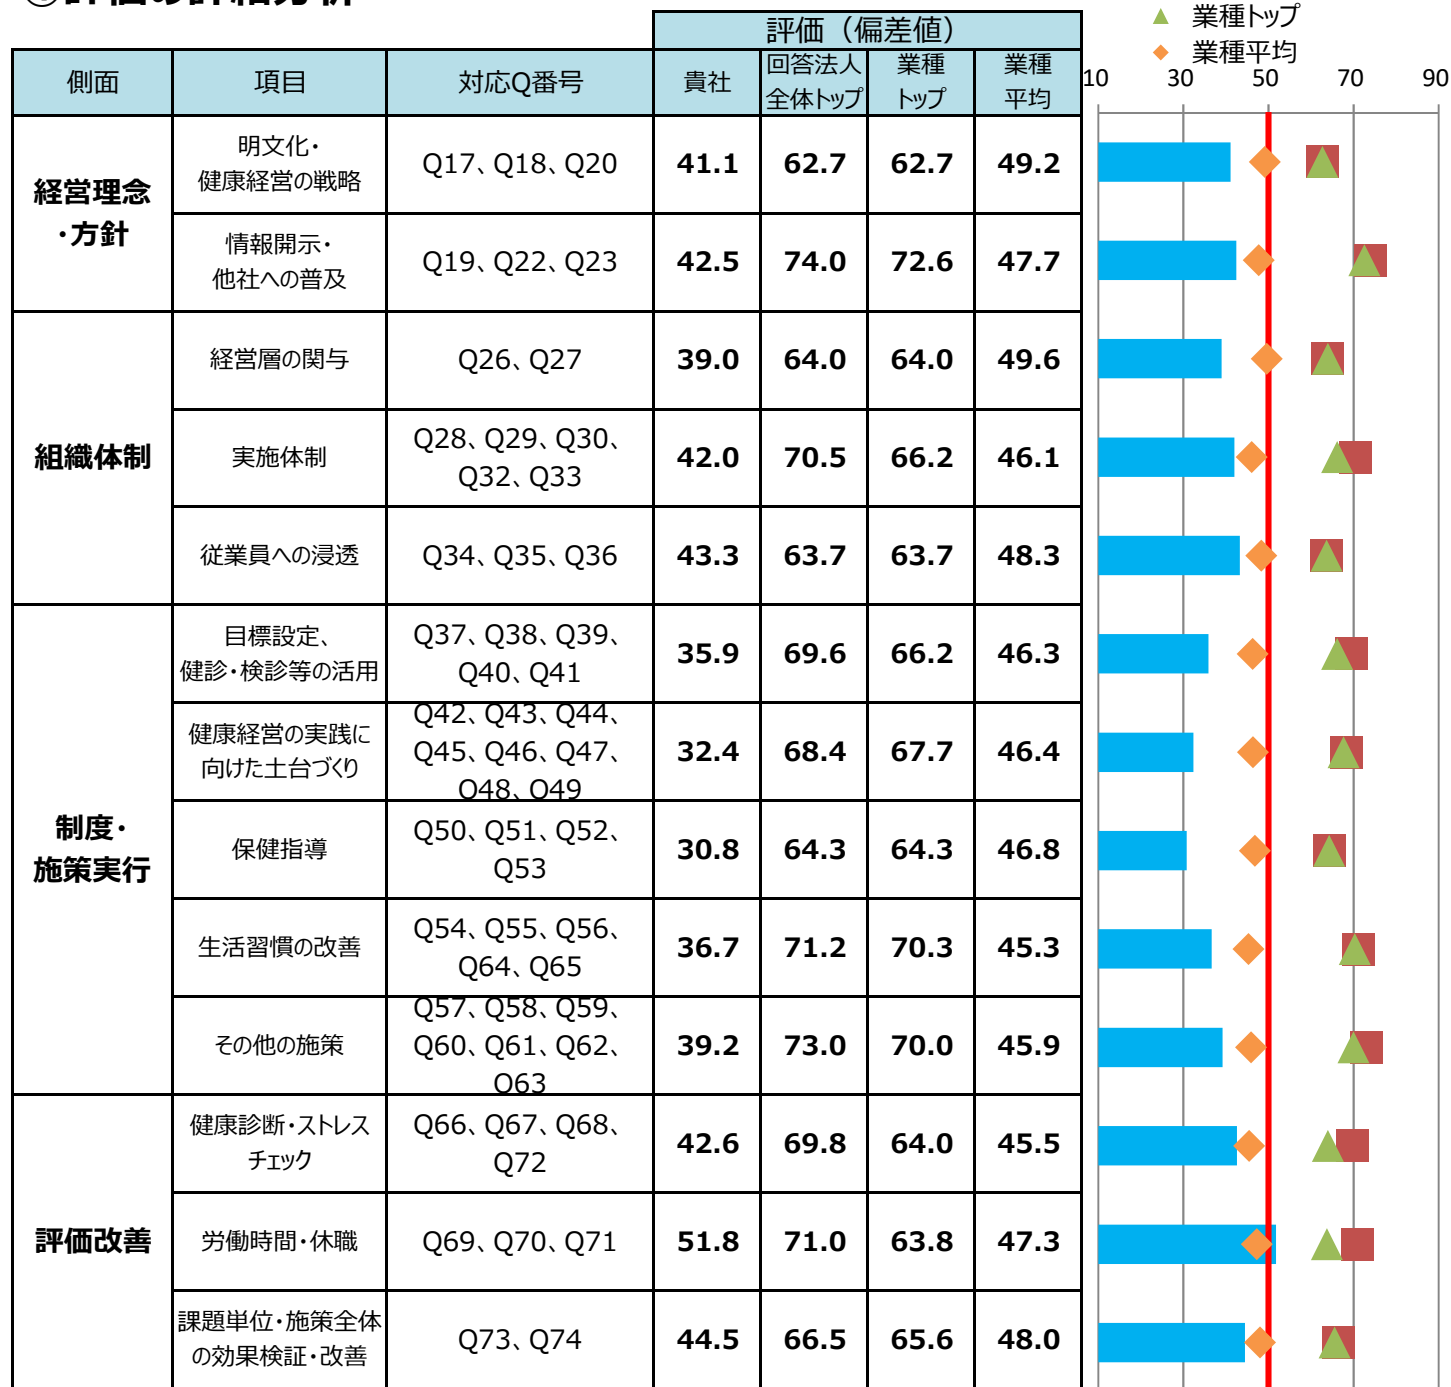 ①評価の詳細分析
▲ 業種トップ
◆ 業種平均
評価（偏差値）
側面 項目 対応Q番号 貴社 回答法人全体トップ 業種トップ 業種平均
10 30 50 70 90
経営理念
・方針
明文化・
健康経営の戦略
Q17、Q18、Q20 41.1 62.7 62.7 49.2
情報開示・
他社への普及
Q19、Q22、Q23 42.5 74.0 72.6 47.7
組織体制
経営層の関与 Q26、Q27 39.0 64.0 64.0 49.6
実施体制
Q28、Q29、Q30、
Q32、Q33
42.0 70.5 66.2 46.1
従業員への浸透 Q34、Q35、Q36 43.3 63.7 63.7 48.3
制度・
施策実行
目標設定、
健診・検診等の活用
Q37、Q38、Q39、
Q40、Q41
35.9 69.6 66.2 46.3
健康経営の実践に
向けた土台づくり
Q42、Q43、Q44、
Q45、Q46、Q47、
Q48、Q49
32.4 68.4 67.7 46.4
保健指導
Q50、Q51、Q52、
Q53
30.8 64.3 64.3 46.8
生活習慣の改善
Q54、Q55、Q56、
Q64、Q65
36.7 71.2 70.3 45.3
その他の施策
Q57、Q58、Q59、
Q60、Q61、Q62、
Q63
39.2 73.0 70.0 45.9
評価改善
健康診断・ストレス
チェック
Q66、Q67、Q68、
Q72
42.6 69.8 64.0 45.5
労働時間・休職 Q69、Q70、Q71 51.8 71.0 63.8 47.3
課題単位・施策全体
の効果検証・改善
Q73、Q74 44.5 66.5 65.6 48.0